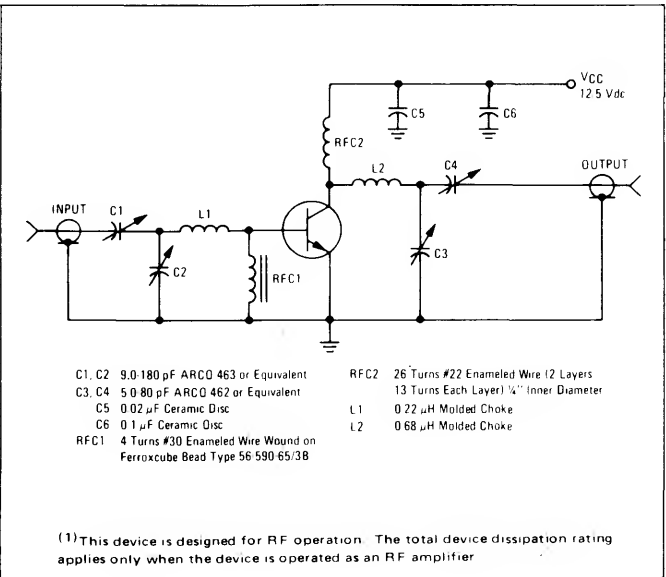 VCC
12.5 Vdc
C5
C6
RFC2
L2
C4
OUTPUT
INPUT
C1
L1
C2
RFC1
C3
C1, C2 9.0-180 pF ARCO 463 or Equivalent
C3, C4 5 0-80 pF ARCO 462 or Equivalent
C5 0.02 μF Ceramic Disc
C6 0 1 μF Ceramic Disc
RFC1 4 Turns #30 Enameled Wire Wound on
Ferroxcube Bead Type 56-590-65/3B
RFC2 26 Turns #22 Enameled Wire (2 Layers
13 Turns Each Layer) ¼" Inner Diameter
L1 0 22 μH Molded Choke
L2 0 68 μH Molded Choke
(1)This device is designed for RF operation. The total device dissipation rating
applies only when the device is operated as an RF amplifier